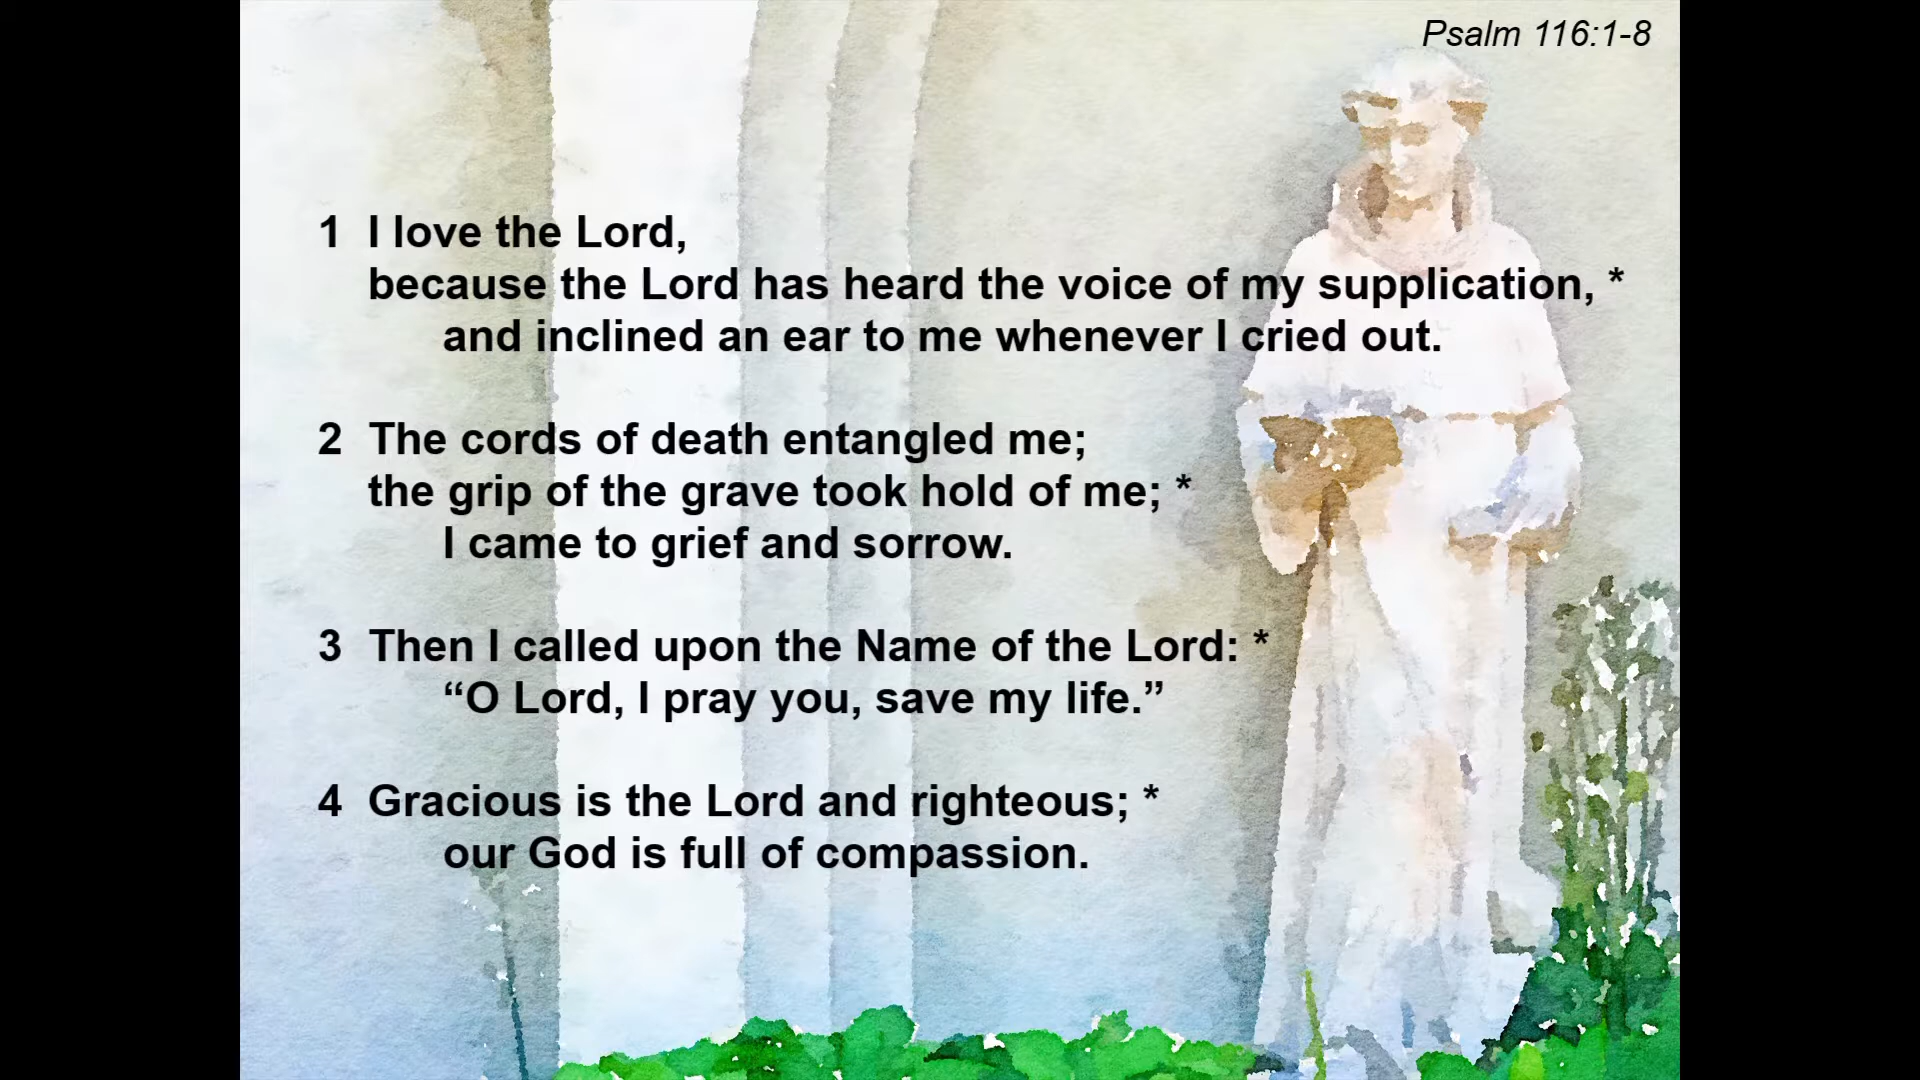 Psalm 116:1-8
1 I love the Lord,
because the Lord has heard the voice of my supplication, *
and inclined an ear to me whenever I cried out.
2 The cords of death entangled me;
the grip of the grave took hold of me; *
I came to grief and sorrow.
3 Then I called upon the Name of the Lord: *
“O Lord, I pray you, save my life.”
4 Gracious is the Lord and righteous; *
our God is full of compassion.